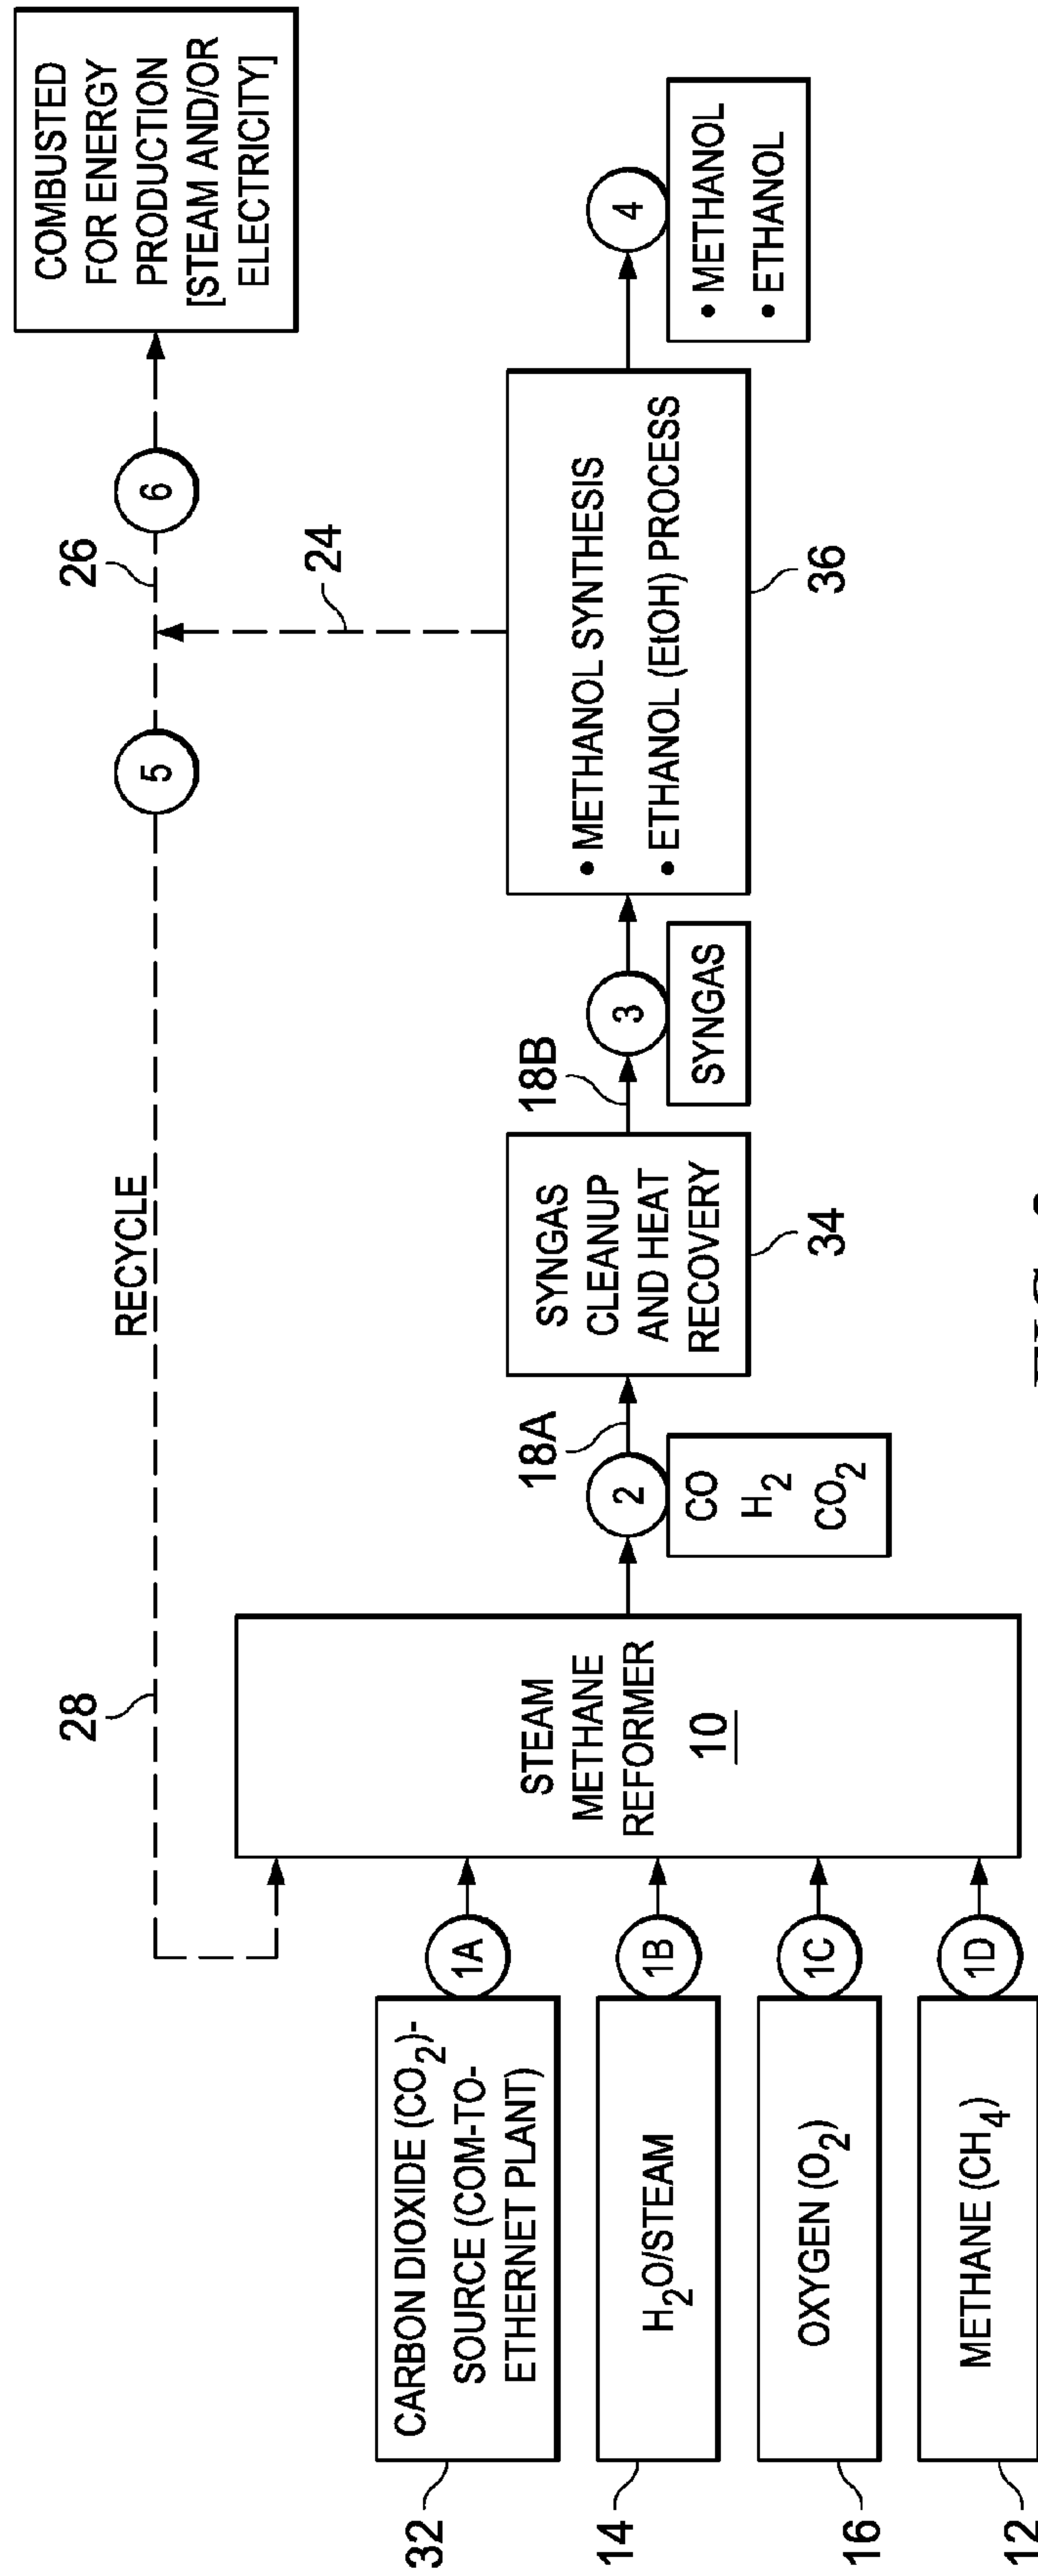 28
RECYCLE
5
26
6
COMBUSTED
FOR ENERGY
PRODUCTION
[STEAM AND/OR
ELECTRICITY]
24
32
CARBON DIOXIDE (CO2)-
SOURCE (COM-TO-
ETHERNET PLANT)
1A
14
H2O/STEAM
1B
16
OXYGEN (O2)
1C
12
METHANE (CH4)
1D
STEAM
METHANE
REFORMER
10
2
18A
CO
H2
CO2
SYNGAS
CLEANUP
AND HEAT
RECOVERY
34
18B
3
SYNGAS
• METHANOL SYNTHESIS
• ETHANOL (EtOH) PROCESS
36
4
• METHANOL
• ETHANOL